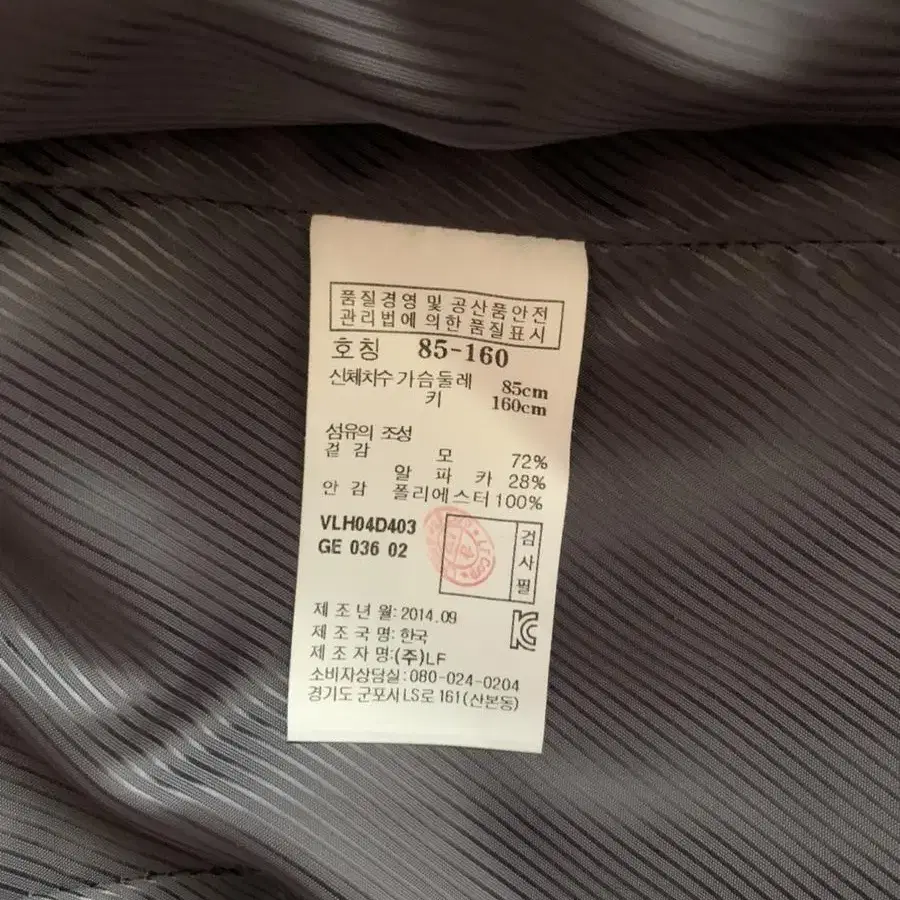 품질경영 및 공산품안전
관리법에 의한 품질표시
호칭 85-160
신체치수 가슴둘레 85cm
키 160cm
섬유의 조성
겉감 모 72%
알파카 28%
안감 폴리에스터 100%
VLH04D403
GE 036 02
검사필
제조년월:2014.09
제조국명:한국
제조자명:(주)LF
소비자상담실:080-024-0204
경기도 군포시 LS로 161(산본동)